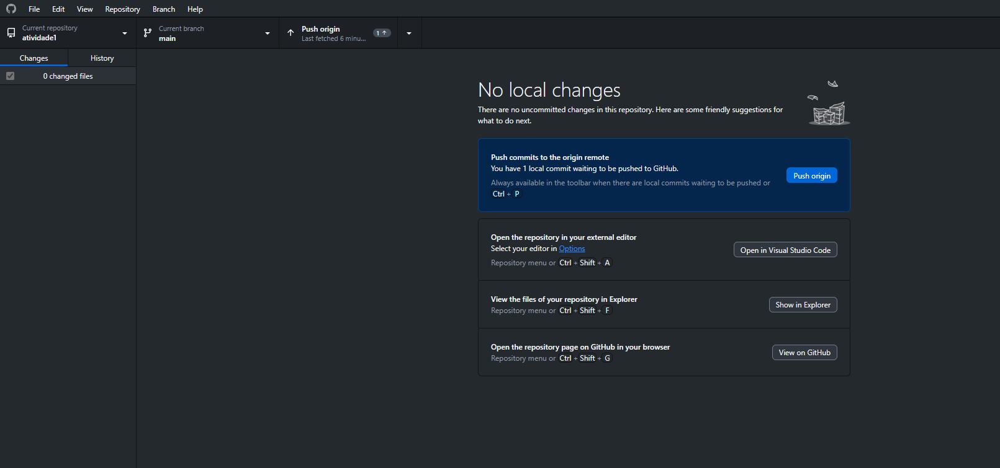 File Edit View Repository Branch Help
Current repository
atividade1
Current branch
main
Push origin
Last fetched 6 minu...
1
Changes History
0 changed files
No local changes
There are no uncommitted changes in this repository. Here are some friendly suggestions for
what to do next.
Push commits to the origin remote
You have 1 local commit waiting to be pushed to GitHub.
Always available in the toolbar when there are local commits waiting to be pushed or
Ctrl + P
Push origin
Open the repository in your external editor
Select your editor in Options
Repository menu or Ctrl + Shift + A
Open in Visual Studio Code
View the files of your repository in Explorer
Repository menu or Ctrl + Shift + F
Show in Explorer
Open the repository page on GitHub in your browser
Repository menu or Ctrl + Shift + G
View on GitHub